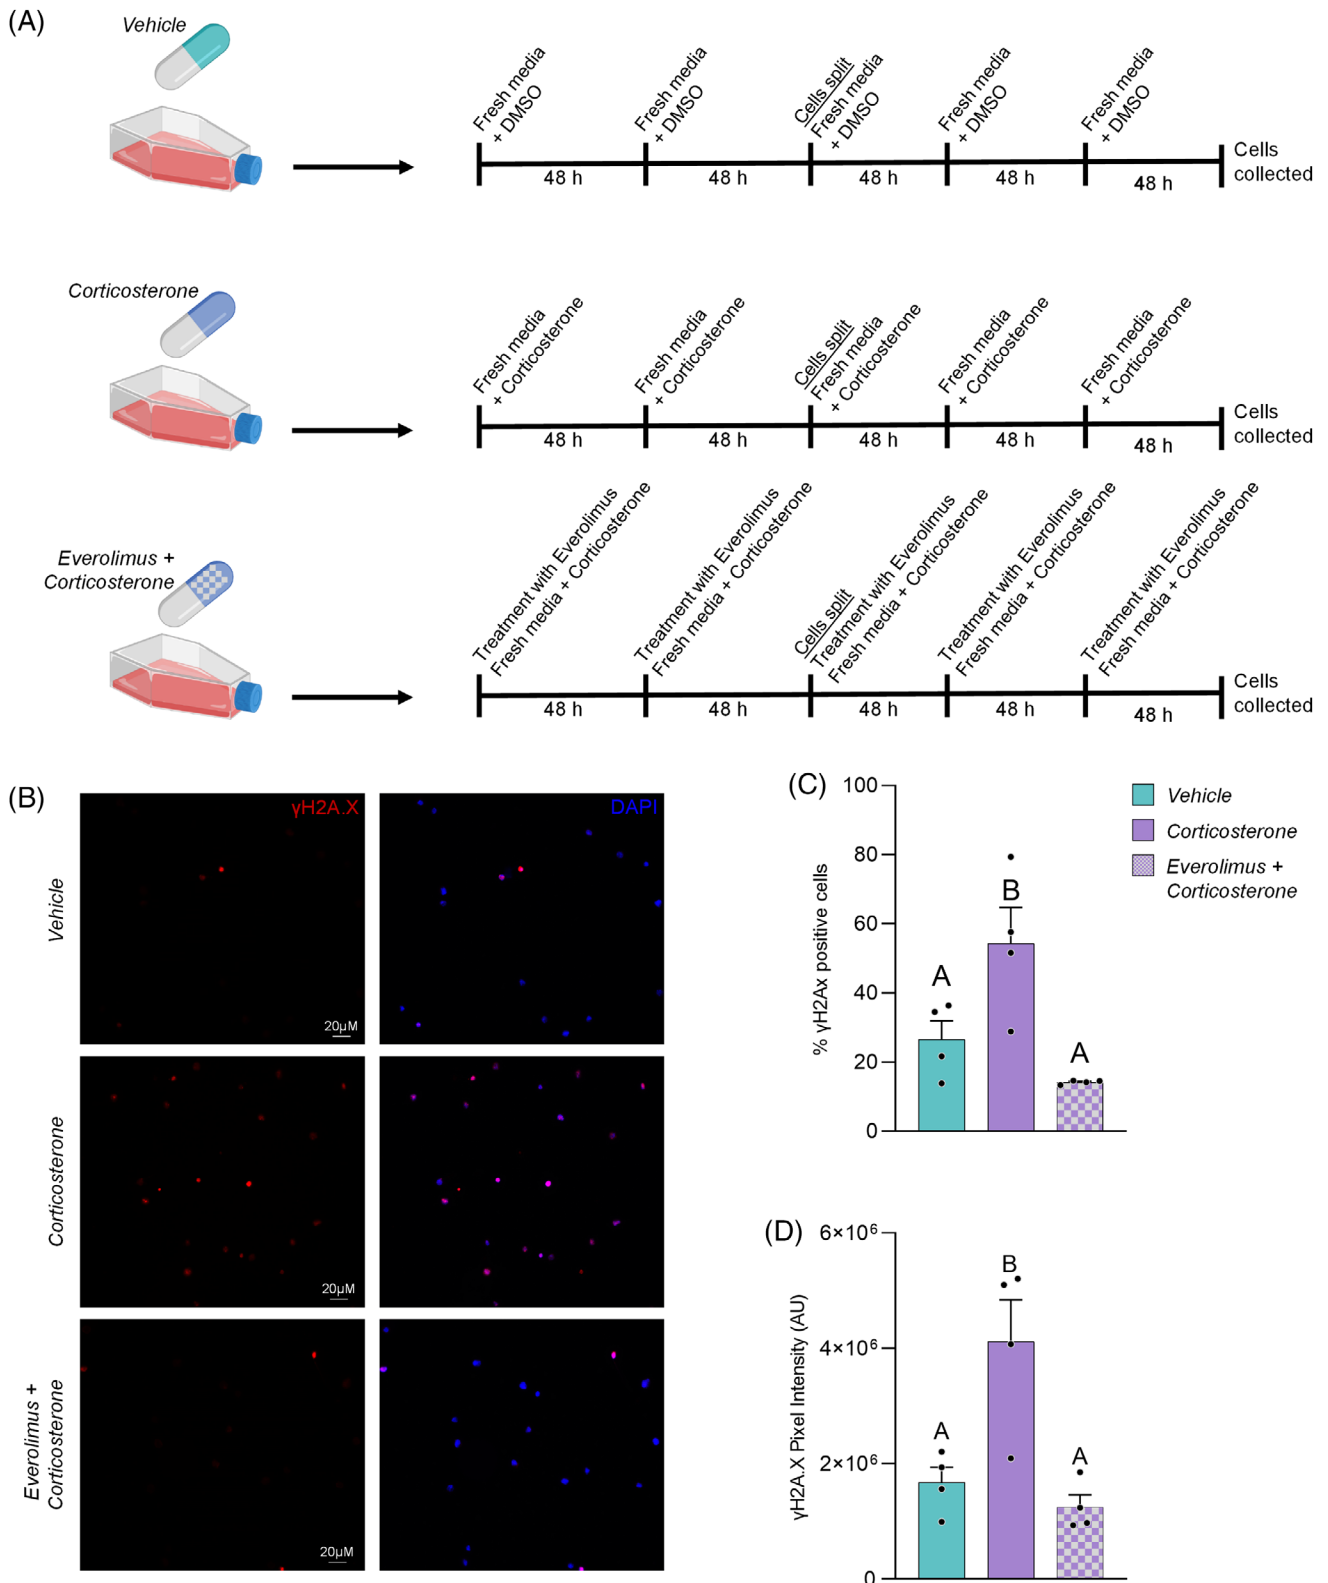 (A)
Vehicle
Fresh media
+ DMSO
Fresh media
+ DMSO
Cells split
Fresh media
+ DMSO
Fresh media
+ DMSO
Fresh media
+ DMSO
48 h
48 h
48 h
48 h
48 h
Cells
collected
Corticosterone
Fresh media
+ Corticosterone
Fresh media
+ Corticosterone
Cells split
Fresh media
+ Corticosterone
Fresh media
+ Corticosterone
Fresh media
+ Corticosterone
48 h
48 h
48 h
48 h
48 h
Cells
collected
Everolimus +
Corticosterone
Treatment with Everolimus
Fresh media + Corticosterone
Treatment with Everolimus
Fresh media + Corticosterone
Cells split
Treatment with Everolimus
Fresh media + Corticosterone
Treatment with Everolimus
Fresh media + Corticosterone
Treatment with Everolimus
Fresh media + Corticosterone
48 h
48 h
48 h
48 h
48 h
Cells
collected
(B)
γH2A.X
DAPI
Vehicle
20μM
Corticosterone
20μM
Everolimus +
Corticosterone
20μM
(C)
% γH2Ax positive cells
100
80
60
40
20
0
A
B
A
Vehicle
Corticosterone
Everolimus +
Corticosterone
(D)
γH2A.X Pixel Intensity (AU)
6×10⁶
4×10⁶
2×10⁶
0
A
B
A